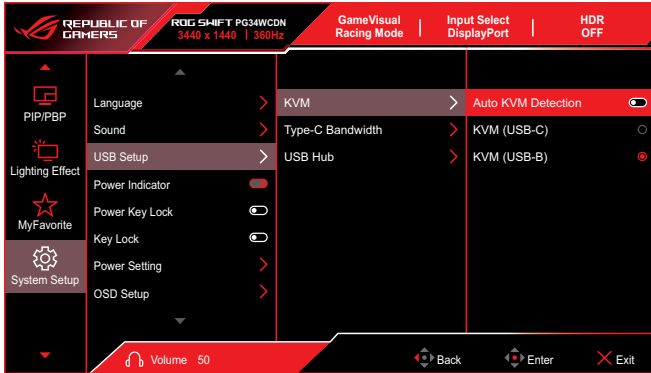 REPUBLIC OF
GAMERS
ROG SWIFT PG34WCDN
3440 x 1440 | 360Hz
GameVisual
Racing Mode
Input Select
DisplayPort
HDR
OFF
PIP/PBP
Lighting Effect
MyFavorite
System Setup
Language
Sound
USB Setup
Power Indicator
Power Key Lock
Key Lock
Power Setting
OSD Setup
KVM
Type-C Bandwidth
USB Hub
Auto KVM Detection
KVM (USB-C)
KVM (USB-B)
Volume 50
Back
Enter
Exit